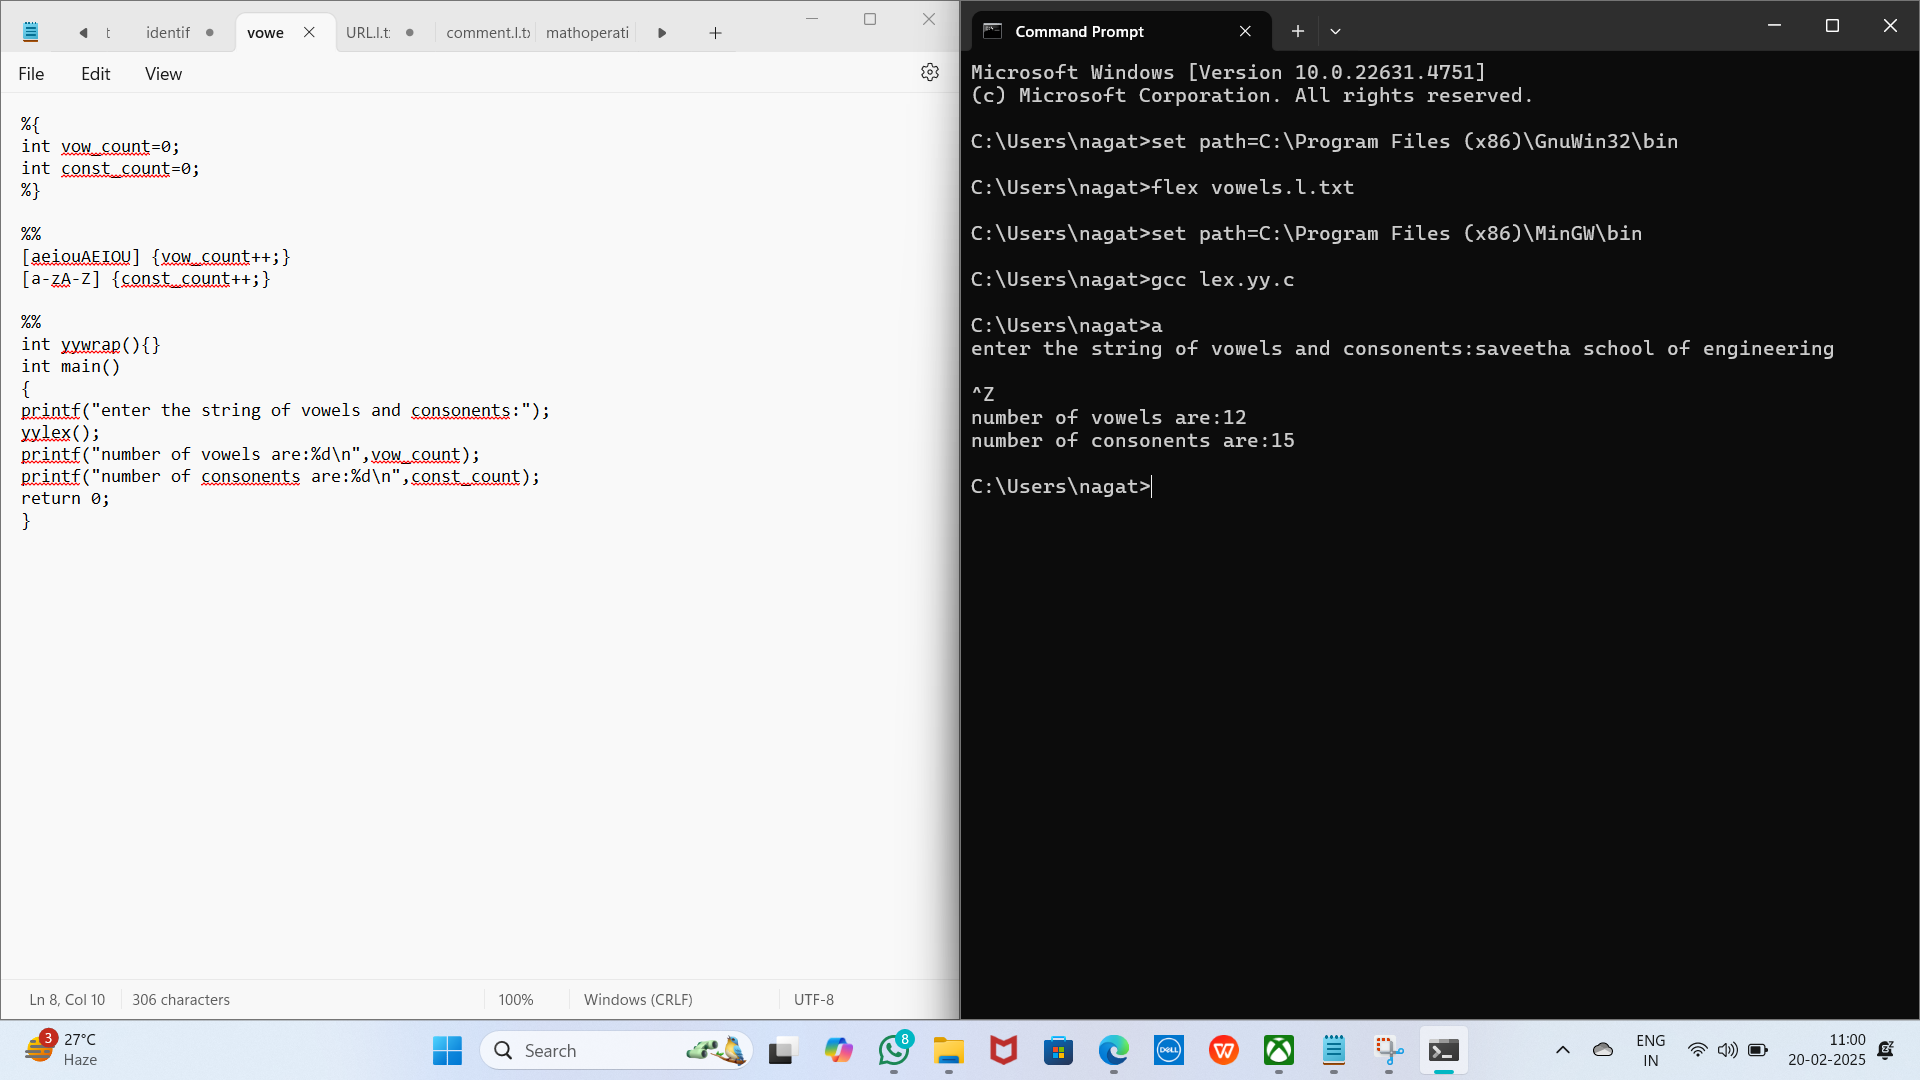 t
identif
vowe
URL.l.t:
comment.l.tx
mathoperati
File
Edit
View
%{
int vow_count=0;
int const_count=0;
%}
%%
[aeiouAEIOU] {vow_count++;}
[a-zA-Z] {const_count++;}
%%
int yywrap(){}
int main()
{
printf("enter the string of vowels and consonents:");
yylex();
printf("number of vowels are:%d\n",vow_count);
printf("number of consonents are:%d\n",const_count);
return 0;
}
Ln 8, Col 10
306 characters
100%
Windows (CRLF)
UTF-8
Command Prompt
Microsoft Windows [Version 10.0.22631.4751]
(c) Microsoft Corporation. All rights reserved.
C:\Users\nagat>set path=C:\Program Files (x86)\GnuWin32\bin
C:\Users\nagat>flex vowels.l.txt
C:\Users\nagat>set path=C:\Program Files (x86)\MinGW\bin
C:\Users\nagat>gcc lex.yy.c
C:\Users\nagat>a
enter the string of vowels and consonents:saveetha school of engineering
^Z
number of vowels are:12
number of consonents are:15
C:\Users\nagat>
3
27°C
Haze
Search
8
DELL
W
ENG
IN
11:00
20-02-2025